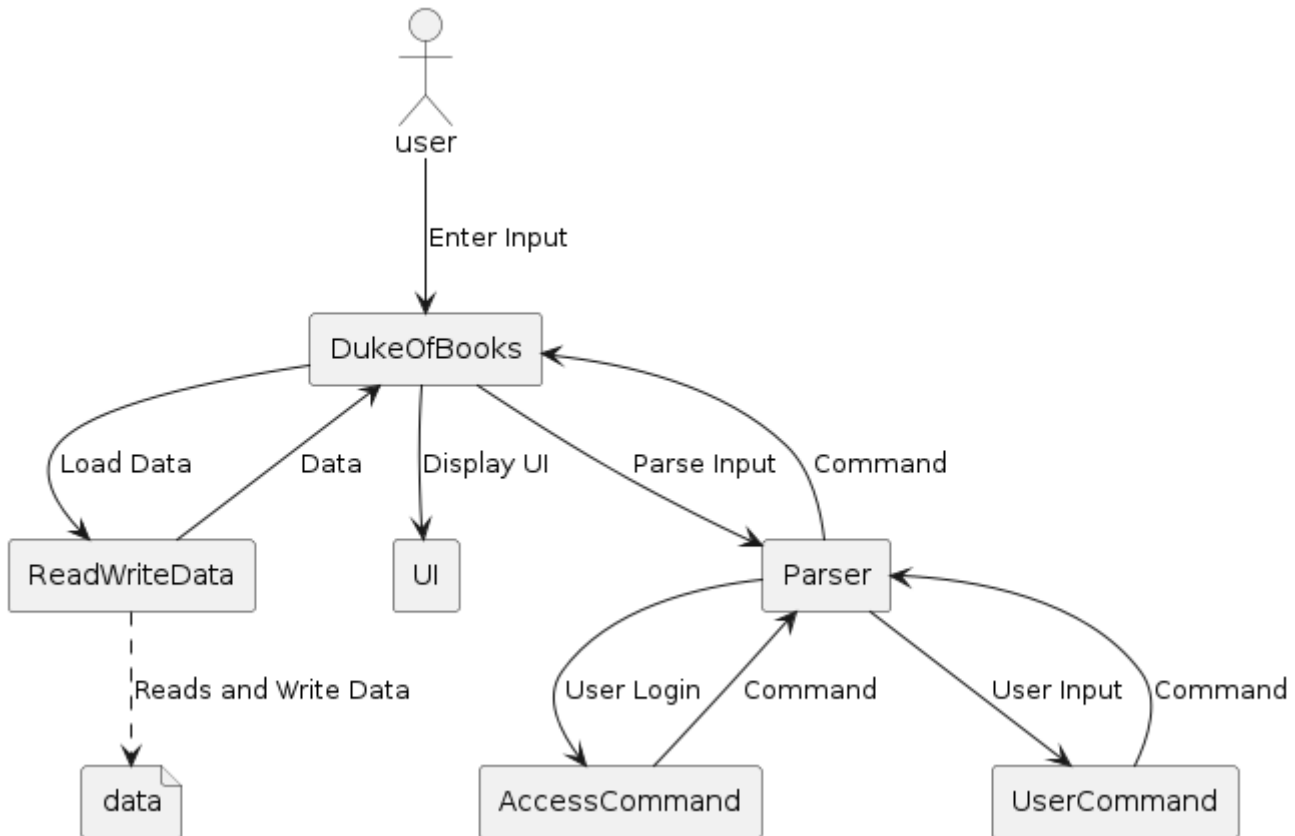 user
Enter Input
DukeOfBooks
Load Data
Data
Display UI
Parse Input
Command
ReadWriteData
UI
Parser
Reads and Write Data
User Login
Command
User Input
Command
data
AccessCommand
UserCommand